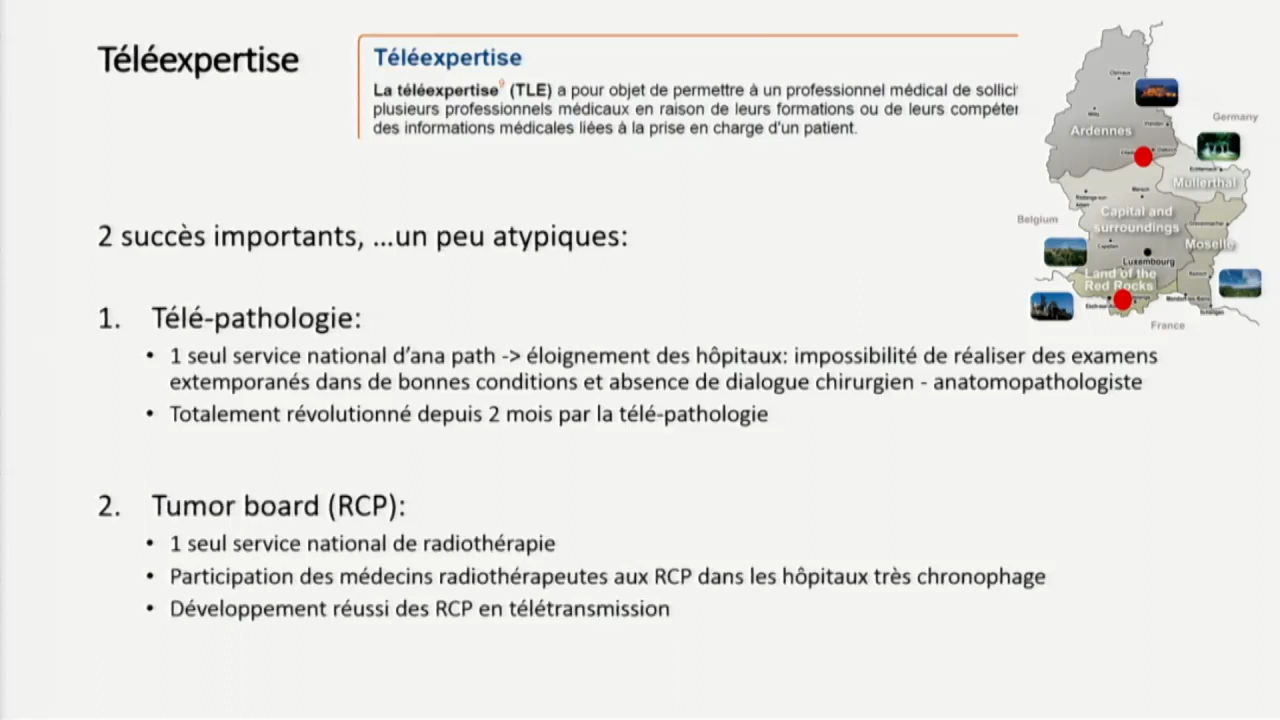 Téléexpertise
Téléexpertise
La téléexpertise⁹ (TLE) a pour objet de permettre à un professionnel médical de sollici
plusieurs professionnels médicaux en raison de leurs formations ou de leurs compéter
des informations médicales liées à la prise en charge d'un patient.
Ardennes
Germany
Mullerthal
Belgium
Capital and
surroundings
Moselle
Luxembourg
Land of the
Red Rocks
France
2 succès importants, ...un peu atypiques:
1. Télé-pathologie:
• 1 seul service national d'ana path -> éloignement des hôpitaux: impossibilité de réaliser des examens
extemporanés dans de bonnes conditions et absence de dialogue chirurgien - anatomopathologiste
• Totalement révolutionné depuis 2 mois par la télé-pathologie
2. Tumor board (RCP):
• 1 seul service national de radiothérapie
• Participation des médecins radiothérapeutes aux RCP dans les hôpitaux très chronophage
• Développement réussi des RCP en télétransmission